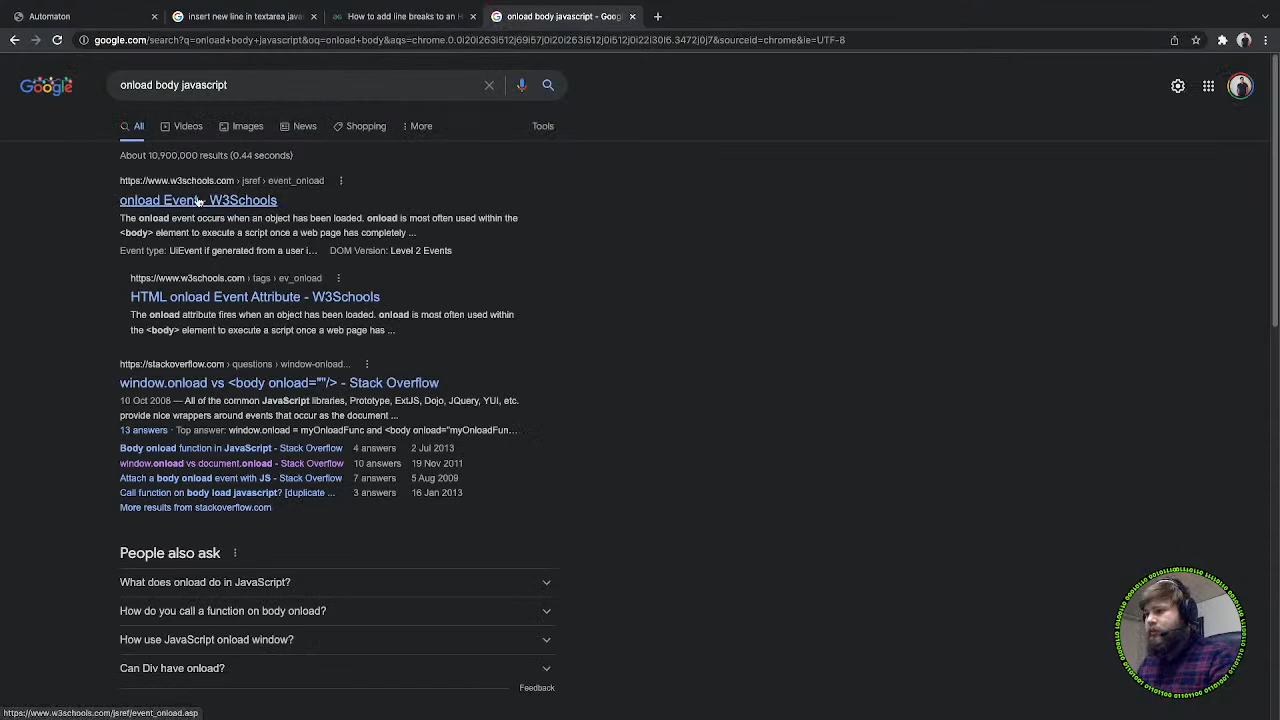 Automaton
insert new line in textarea java
How to add line breaks to an H
onload body javascript - Goog
google.com/search?q=onload+body+javascript&oq=onload+body&aqs=chrome.0.0i20i263i512j69i57j0i20i263i512j0i512j0i22i30l6.3472j0j7&sourceid=chrome&ie=UTF-8
Google
onload body javascript
All
Videos
Images
News
Shopping
More
Tools
About 10,900,000 results (0.44 seconds)
https://www.w3schools.com › jsref › event_onload
onload Event - W3Schools
The onload event occurs when an object has been loaded. onload is most often used within the
<body> element to execute a script once a web page has completely ...
Event type: UiEvent if generated from a user i... DOM Version: Level 2 Events
https://www.w3schools.com › tags › ev_onload
HTML onload Event Attribute - W3Schools
The onload attribute fires when an object has been loaded. onload is most often used within
the <body> element to execute a script once a web page has ...
https://stackoverflow.com › questions › window-onload...
window.onload vs <body onload=""/> - Stack Overflow
10 Oct 2008 — All of the common JavaScript libraries, Prototype, ExtJS, Dojo, JQuery, YUI, etc.
provide nice wrappers around events that occur as the document ...
13 answers · Top answer: window.onload = myOnloadFunc and <body onload="myOnloadFun...
Body onload function in JavaScript - Stack Overflow 4 answers 2 Jul 2013
window.onload vs document.onload - Stack Overflow 10 answers 19 Nov 2011
Attach a body onload event with JS - Stack Overflow 7 answers 5 Aug 2009
Call function on body load javascript? [duplicate ... 3 answers 16 Jan 2013
More results from stackoverflow.com
People also ask
What does onload do in JavaScript?
How do you call a function on body onload?
How use JavaScript onload window?
Can Div have onload?
Feedback
https://www.w3schools.com/jsref/event_onload.asp